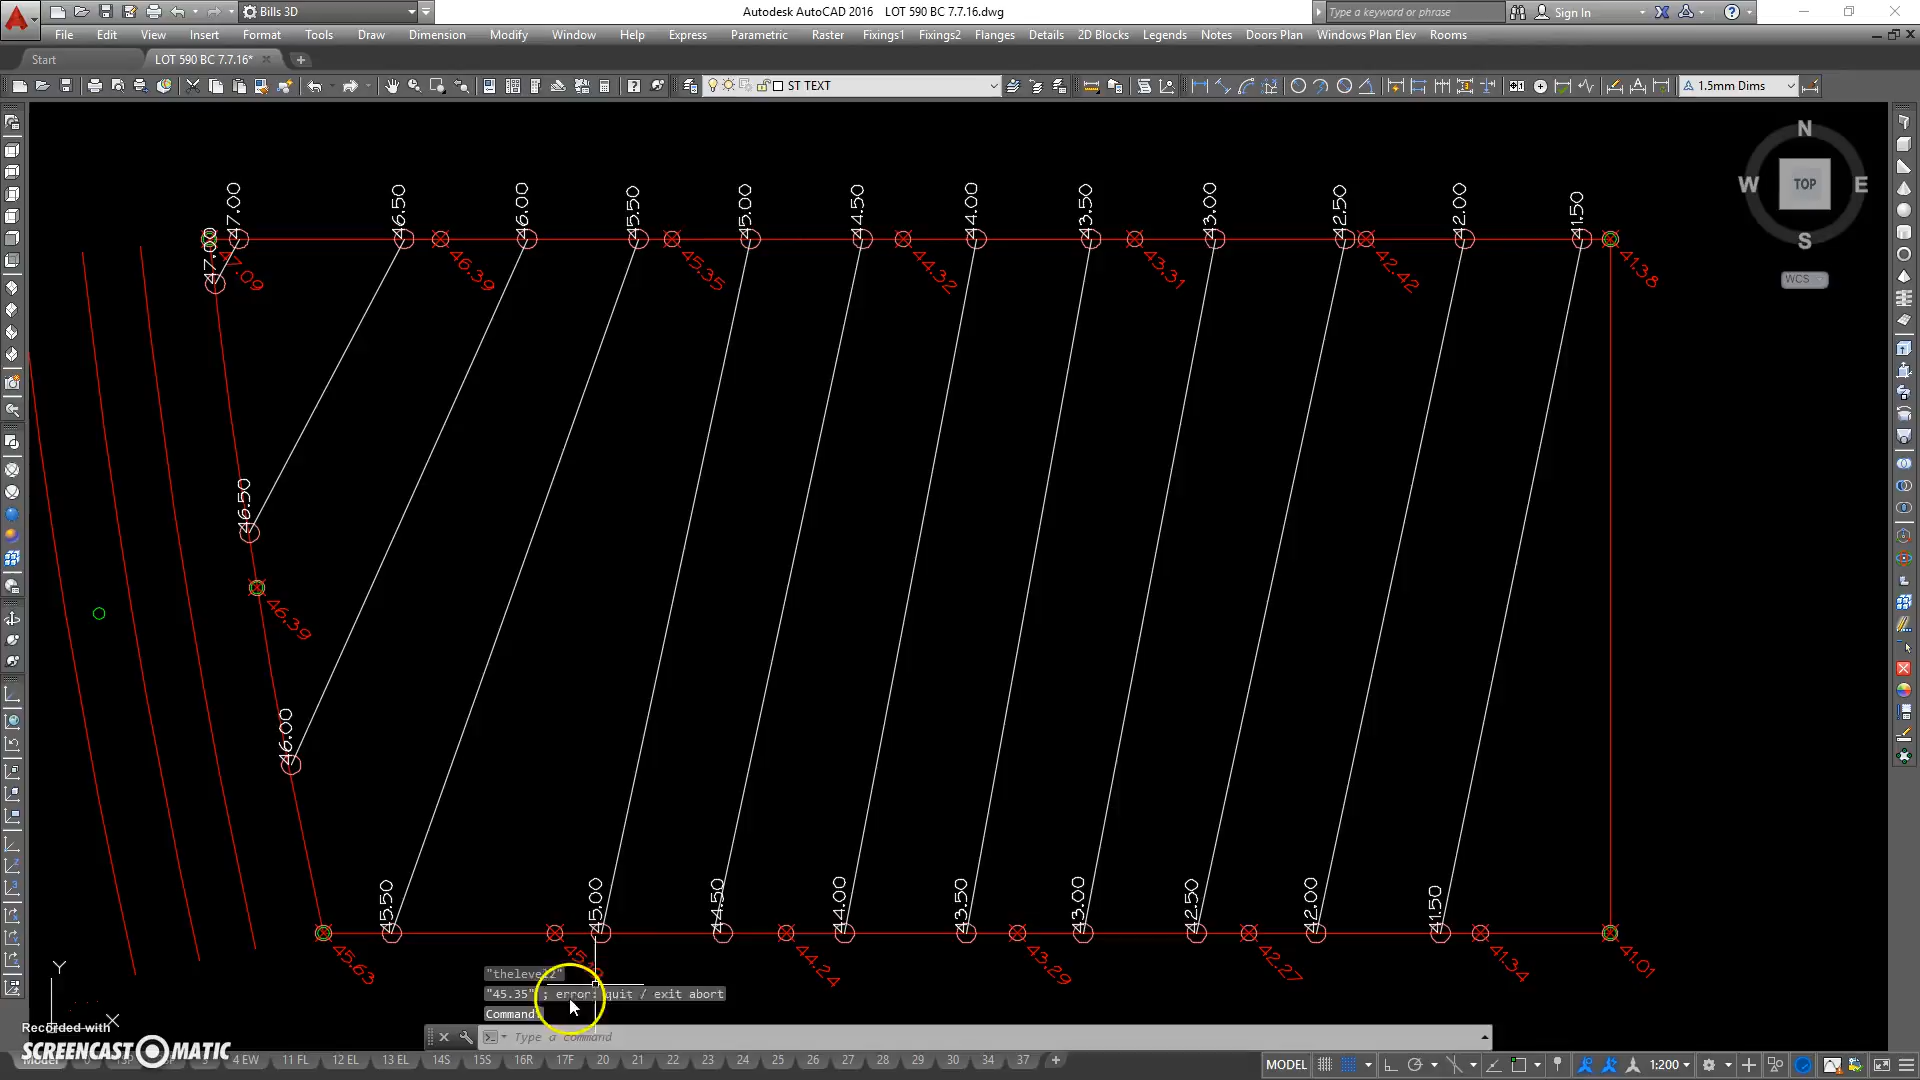 Bills 3D
Autodesk AutoCAD 2016 LOT 590 BC 7.7.16.dwg
Type a keyword or phrase
Sign In
File Edit View Insert Format Tools Draw Dimension Modify Window Help Express Parametric Raster Fixings1 Fixings2 Flanges Details 2D Blocks Legends Notes Doors Plan Windows Plan Elev Rooms
Start
LOT 590 BC 7.7.16*
ST TEXT
1.5mm Dims
N
W TOP E
S
WCS
47.00 46.50 46.00 45.50 45.00 44.50 44.00 43.50 43.00 42.50 42.00 41.50
47.00
47.09 46.39 45.35 44.32 43.31 42.42 41.38
46.50
46.39
46.00
45.50 45.00 44.50 44.00 43.50 43.00 42.50 42.00 41.50
45.63 44.24 43.29 42.27 41.34 41.01
Y
X
"thelevel2"
"45.35" ; error: quit / exit abort
Command:
Type a command
Recorded with
SCREENCAST MATIC
Model 4 EW 11 FL 12 EL 13 EL 14S 15S 16R 17F 20 21 22 23 24 25 26 27 28 29 30 34 37
MODEL
1:200